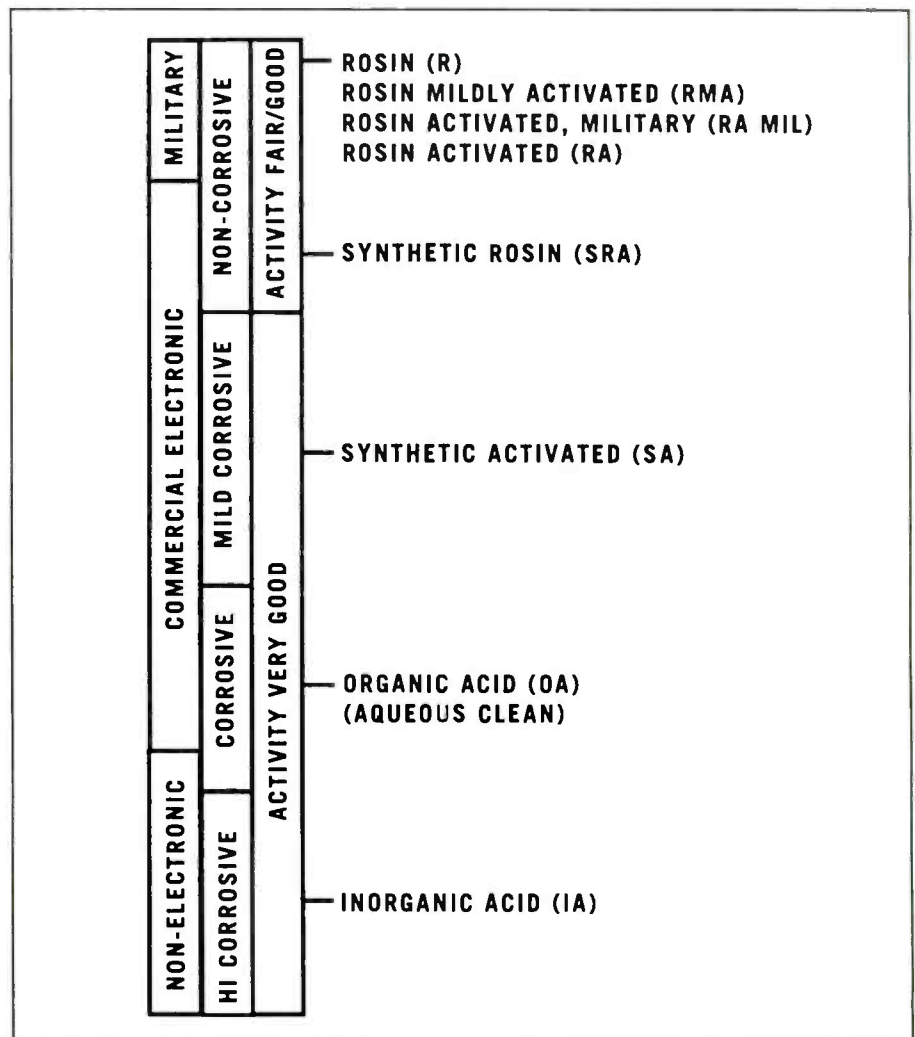 MILITARY
COMMERCIAL ELECTRONIC
NON-ELECTRONIC
NON-CORROSIVE
MILD CORROSIVE
CORROSIVE
HI CORROSIVE
ACTIVITY FAIR/GOOD
ACTIVITY VERY GOOD
ROSIN (R)
ROSIN MILDLY ACTIVATED (RMA)
ROSIN ACTIVATED, MILITARY (RA MIL)
ROSIN ACTIVATED (RA)
SYNTHETIC ROSIN (SRA)
SYNTHETIC ACTIVATED (SA)
ORGANIC ACID (OA)
(AQUEOUS CLEAN)
INORGANIC ACID (IA)